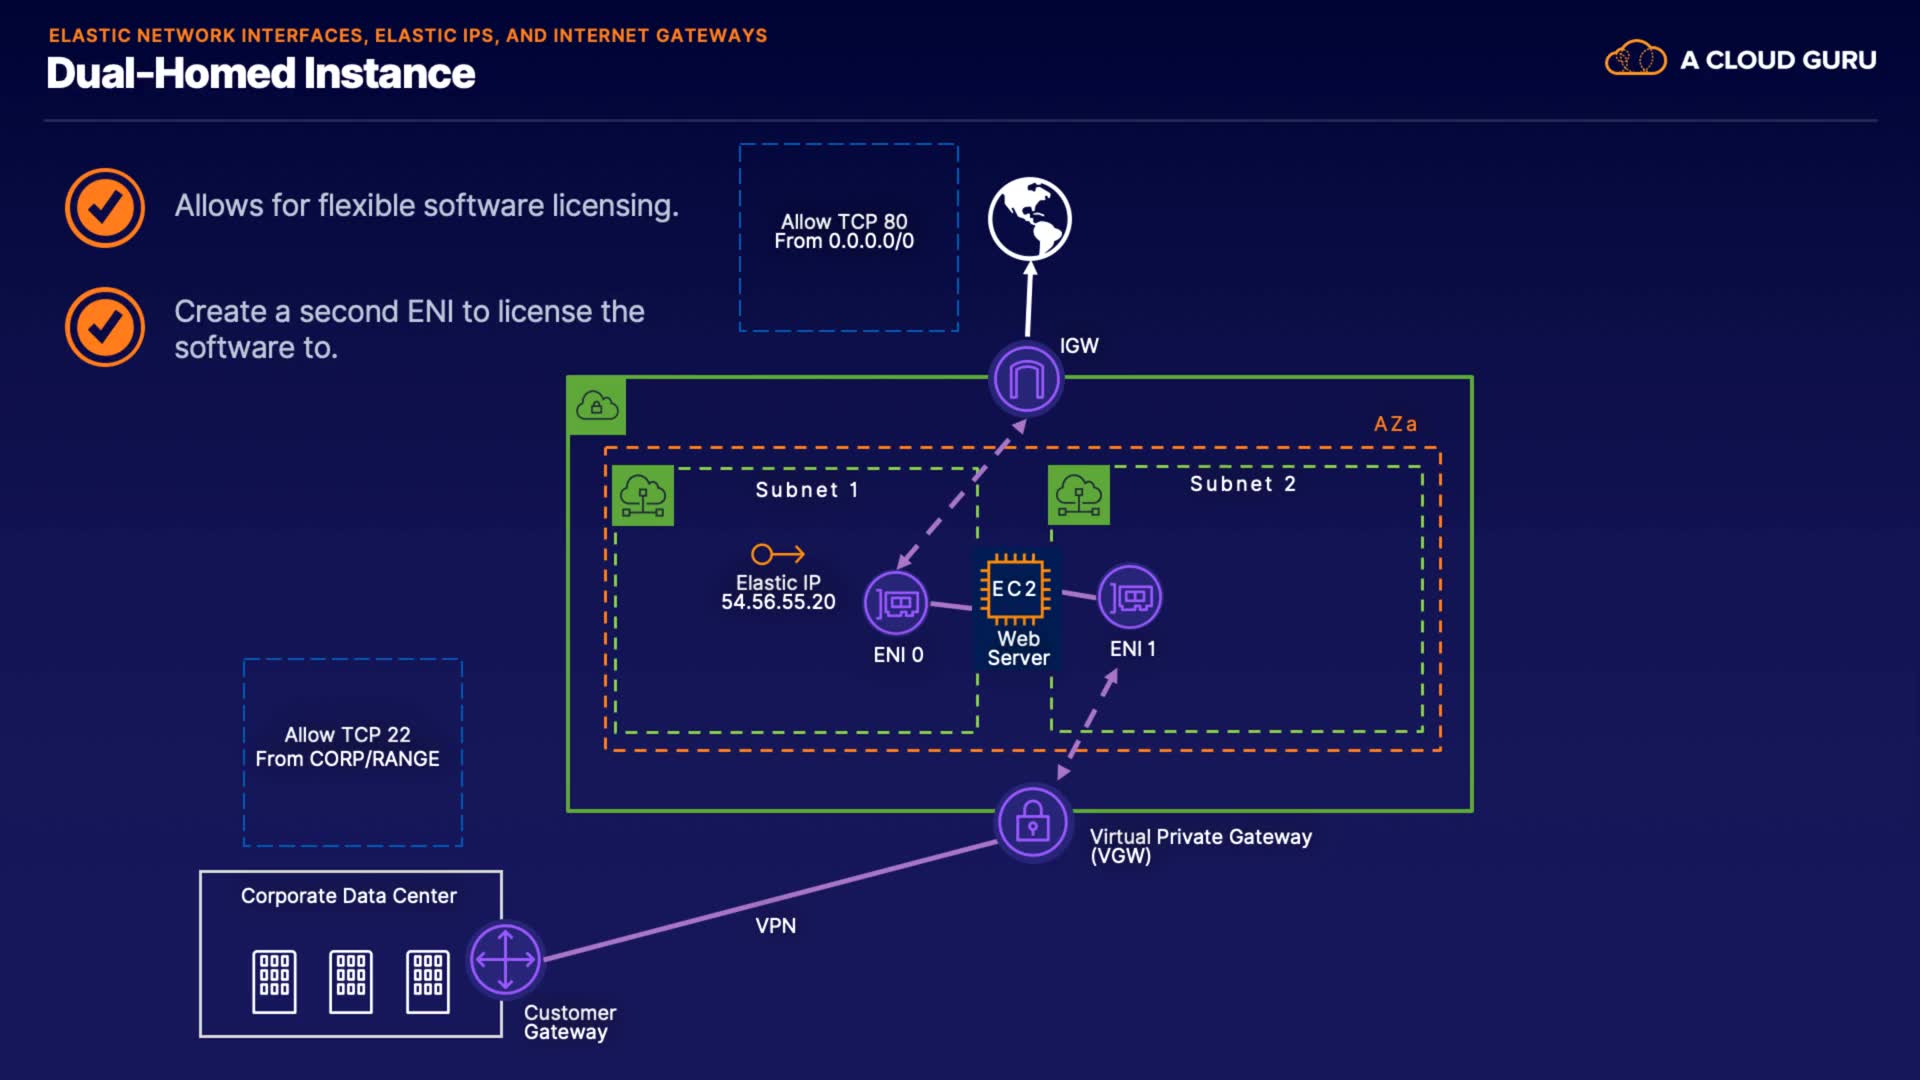 ELASTIC NETWORK INTERFACES, ELASTIC IPS, AND INTERNET GATEWAYS
Dual-Homed Instance
A CLOUD GURU
Allows for flexible software licensing.
Create a second ENI to license the
software to.
Allow TCP 80
From 0.0.0.0/0
IGW
AZa
Subnet 1
Subnet 2
Elastic IP
54.56.55.20
ENI 0
EC2
Web
Server
ENI 1
Allow TCP 22
From CORP/RANGE
Virtual Private Gateway
(VGW)
Corporate Data Center
VPN
Customer
Gateway